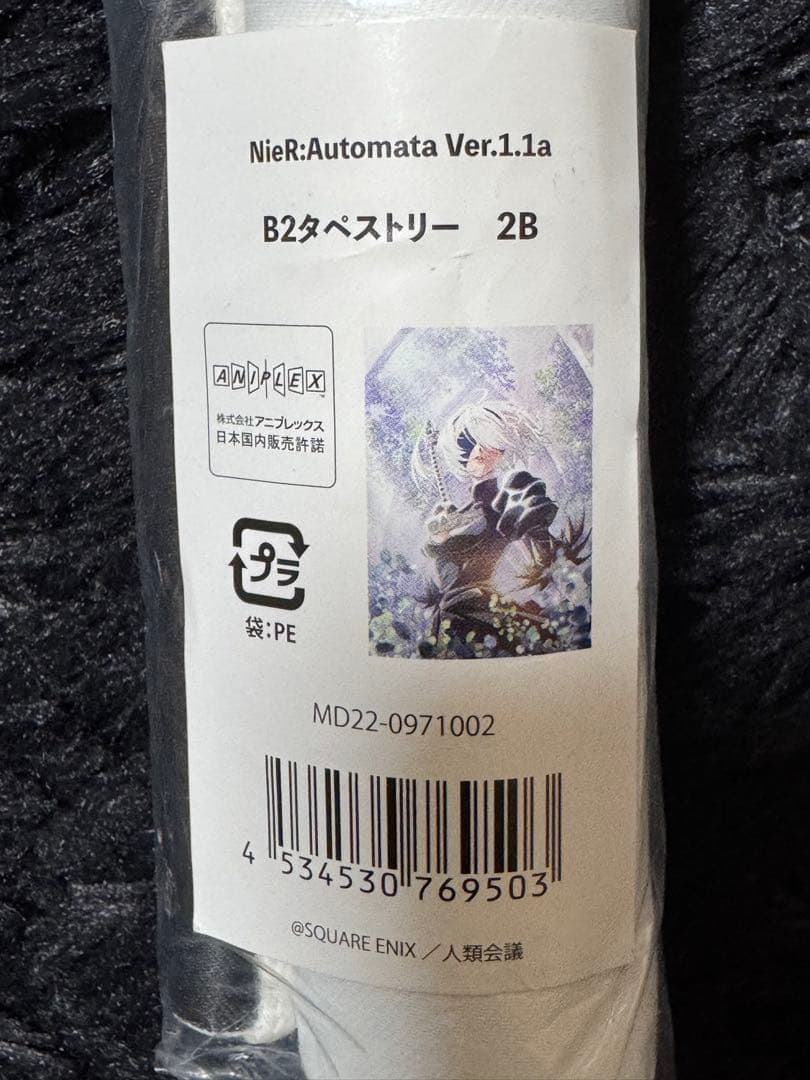 NieR:Automata Ver.1.1a
B2タペストリー 2B
ANIPLEX
株式会社アニプレックス
日本国内販売許諾
プラ
袋:PE
MD22-0971002
4 534530 769503
@SQUARE ENIX／人類会議